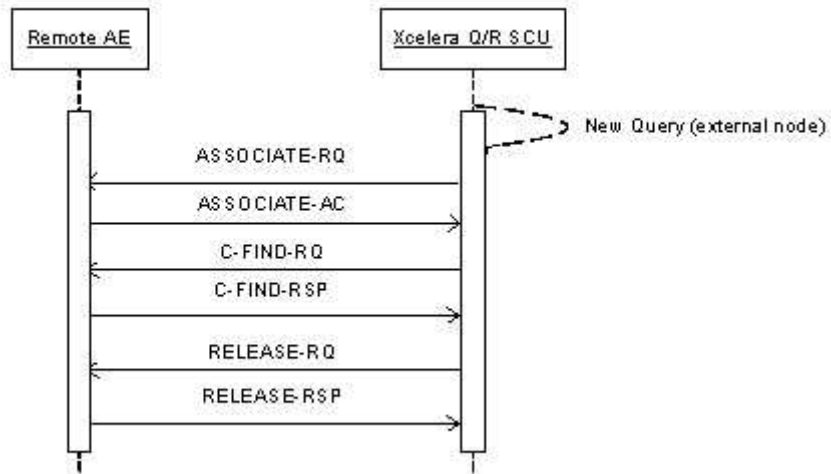 Remote AE
Xcelera Q/R SCU
New Query (external node)
ASSOCIATE-RQ
ASSOCIATE-AC
C-FIND-RQ
C-FIND-RSP
RELEASE-RQ
RELEASE-RSP